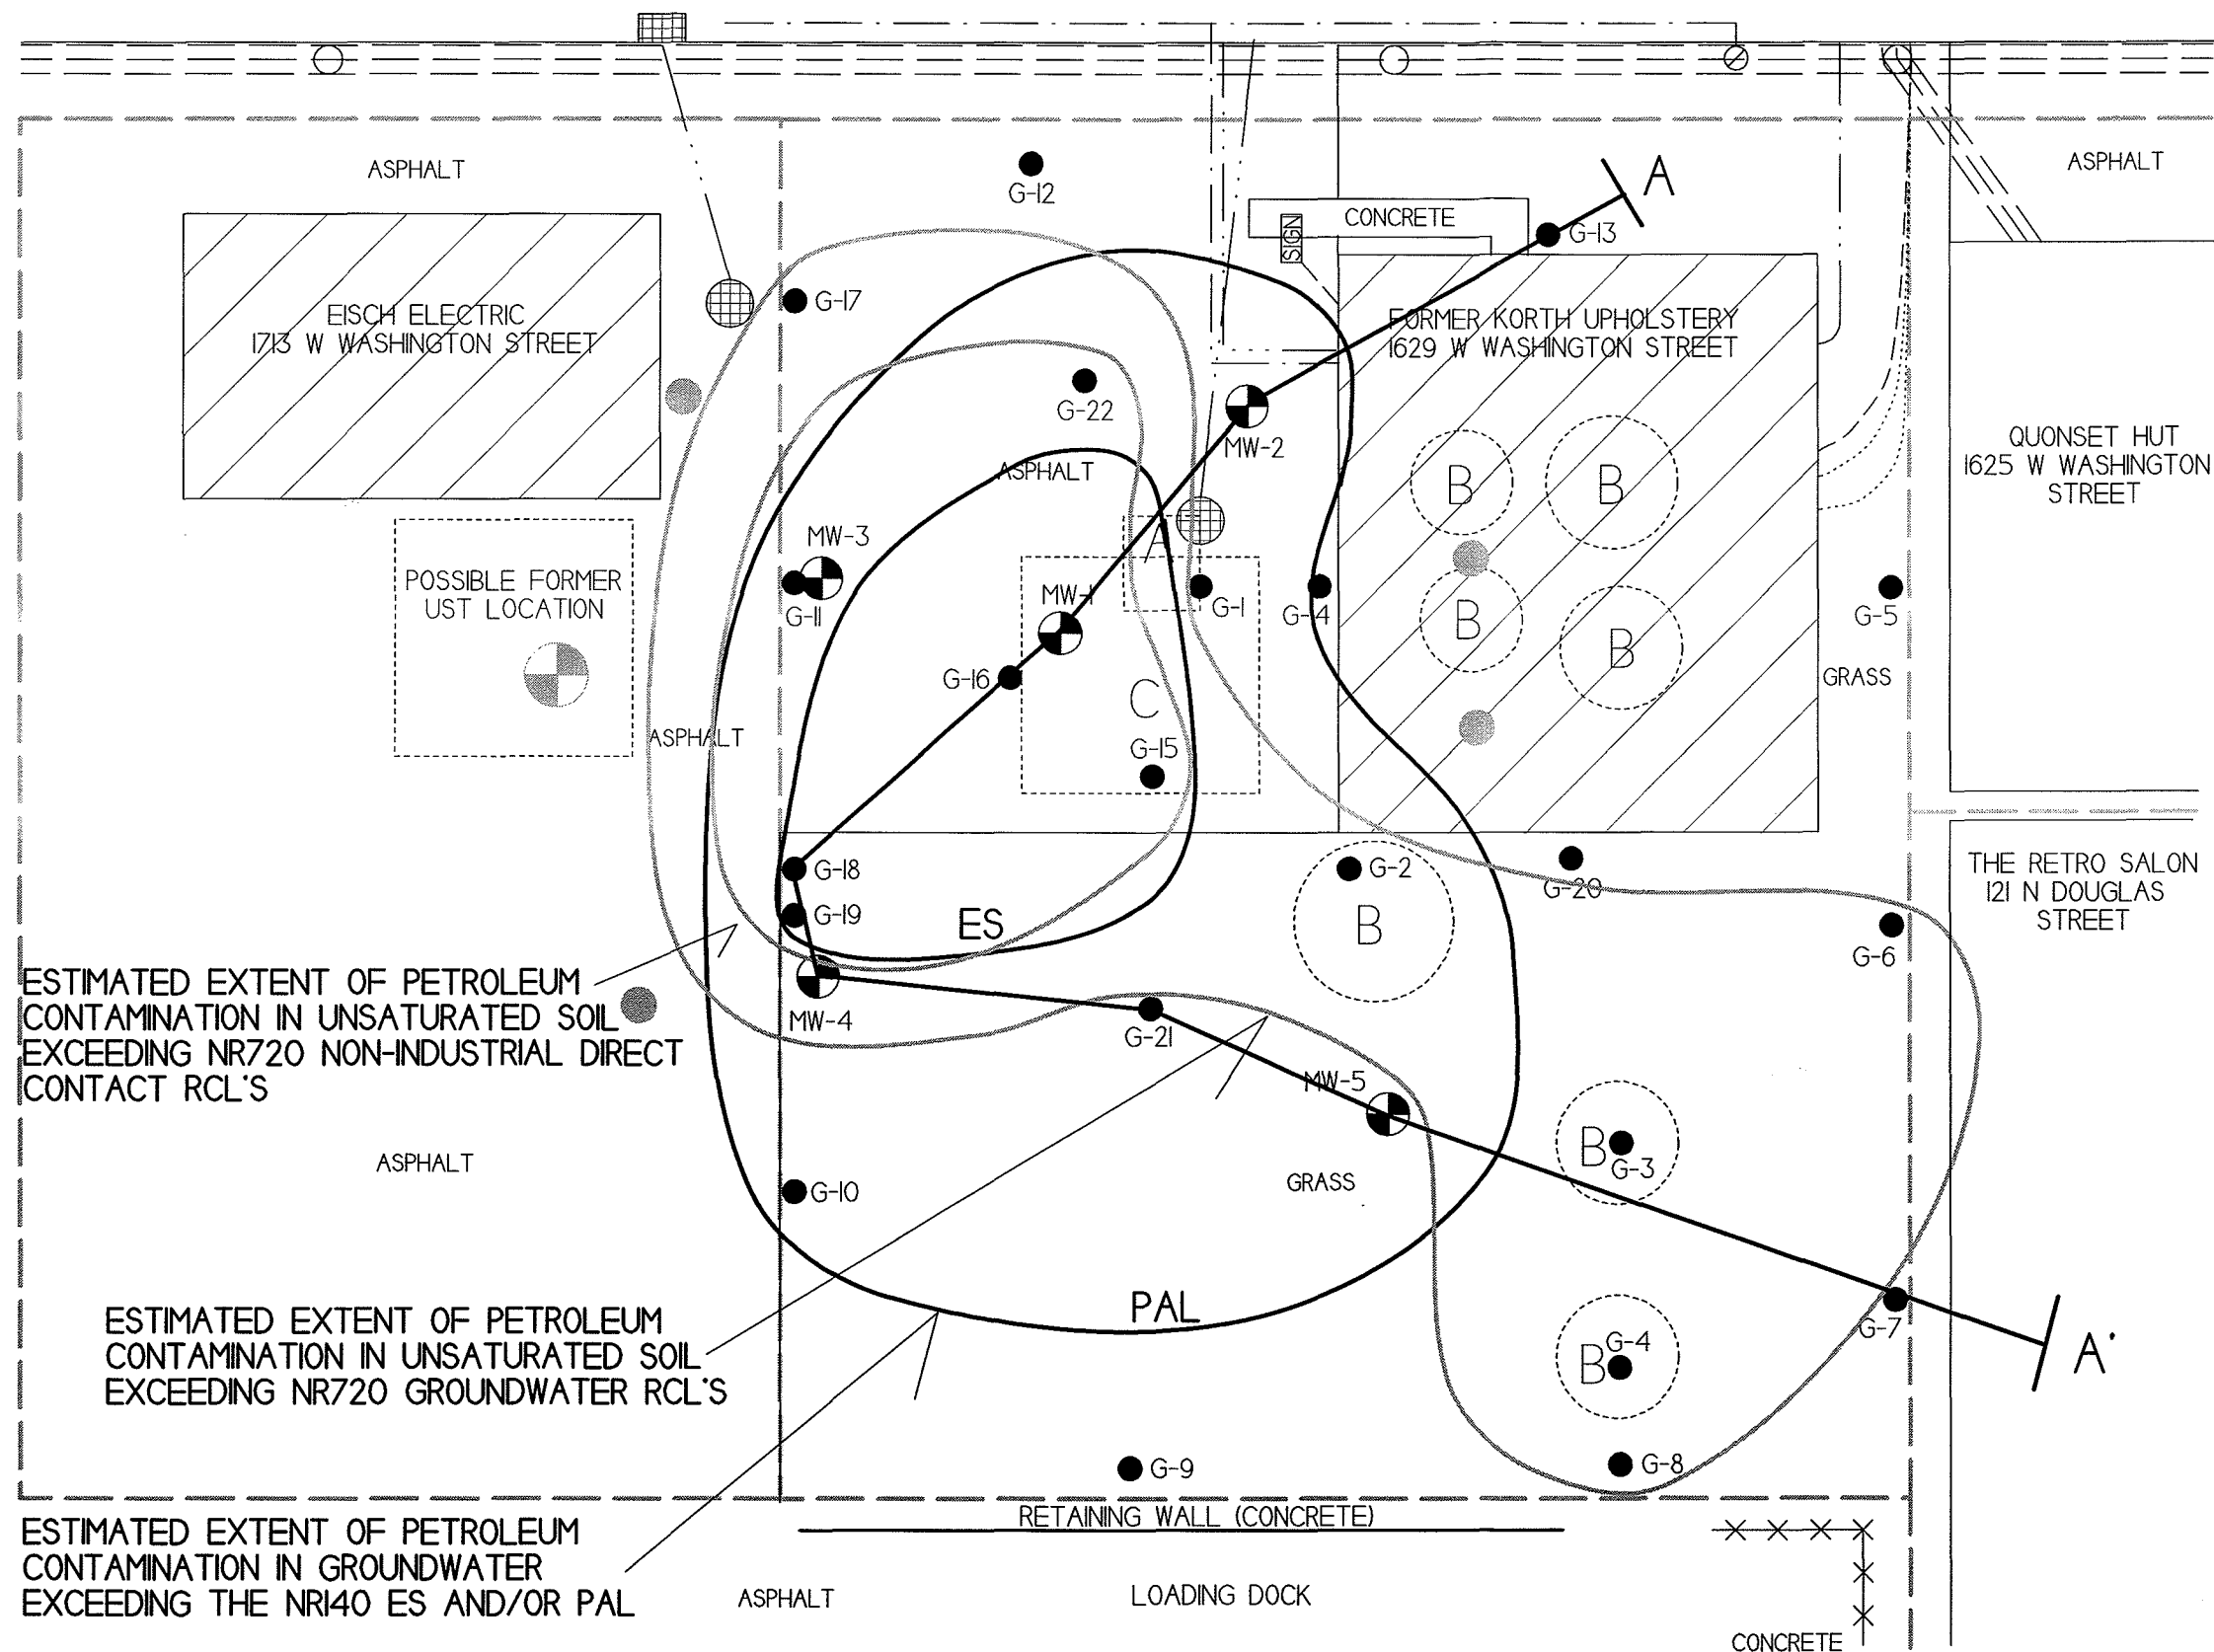 ASPHALT
G-12
A
ASPHALT
SIGN
CONCRETE
G-13
G-17
EISCH ELECTRIC
1713 W WASHINGTON STREET
FORMER KORTH UPHOLSTERY
1629 W WASHINGTON STREET
G-22
MW-2
QUONSET HUT
1625 W WASHINGTON
STREET
ASPHALT
B
B
MW-3
A
POSSIBLE FORMER
UST LOCATION
G-11
MW-1
G-1
G-14
B
B
G-5
G-16
C
GRASS
ASPHALT
G-15
G-18
G-2
G-20
THE RETRO SALON
121 N DOUGLAS
STREET
G-19
ES
B
G-6
ESTIMATED EXTENT OF PETROLEUM
CONTAMINATION IN UNSATURATED SOIL
EXCEEDING NR720 NON-INDUSTRIAL DIRECT
CONTACT RCL'S
MW-4
G-21
MW-5
ASPHALT
G-10
GRASS
B
G-3
PAL
G-7
A'
ESTIMATED EXTENT OF PETROLEUM
CONTAMINATION IN UNSATURATED SOIL
EXCEEDING NR720 GROUNDWATER RCL'S
B
G-4
G-9
G-8
RETAINING WALL (CONCRETE)
ESTIMATED EXTENT OF PETROLEUM
CONTAMINATION IN GROUNDWATER
EXCEEDING THE NR140 ES AND/OR PAL
ASPHALT
LOADING DOCK
CONCRETE